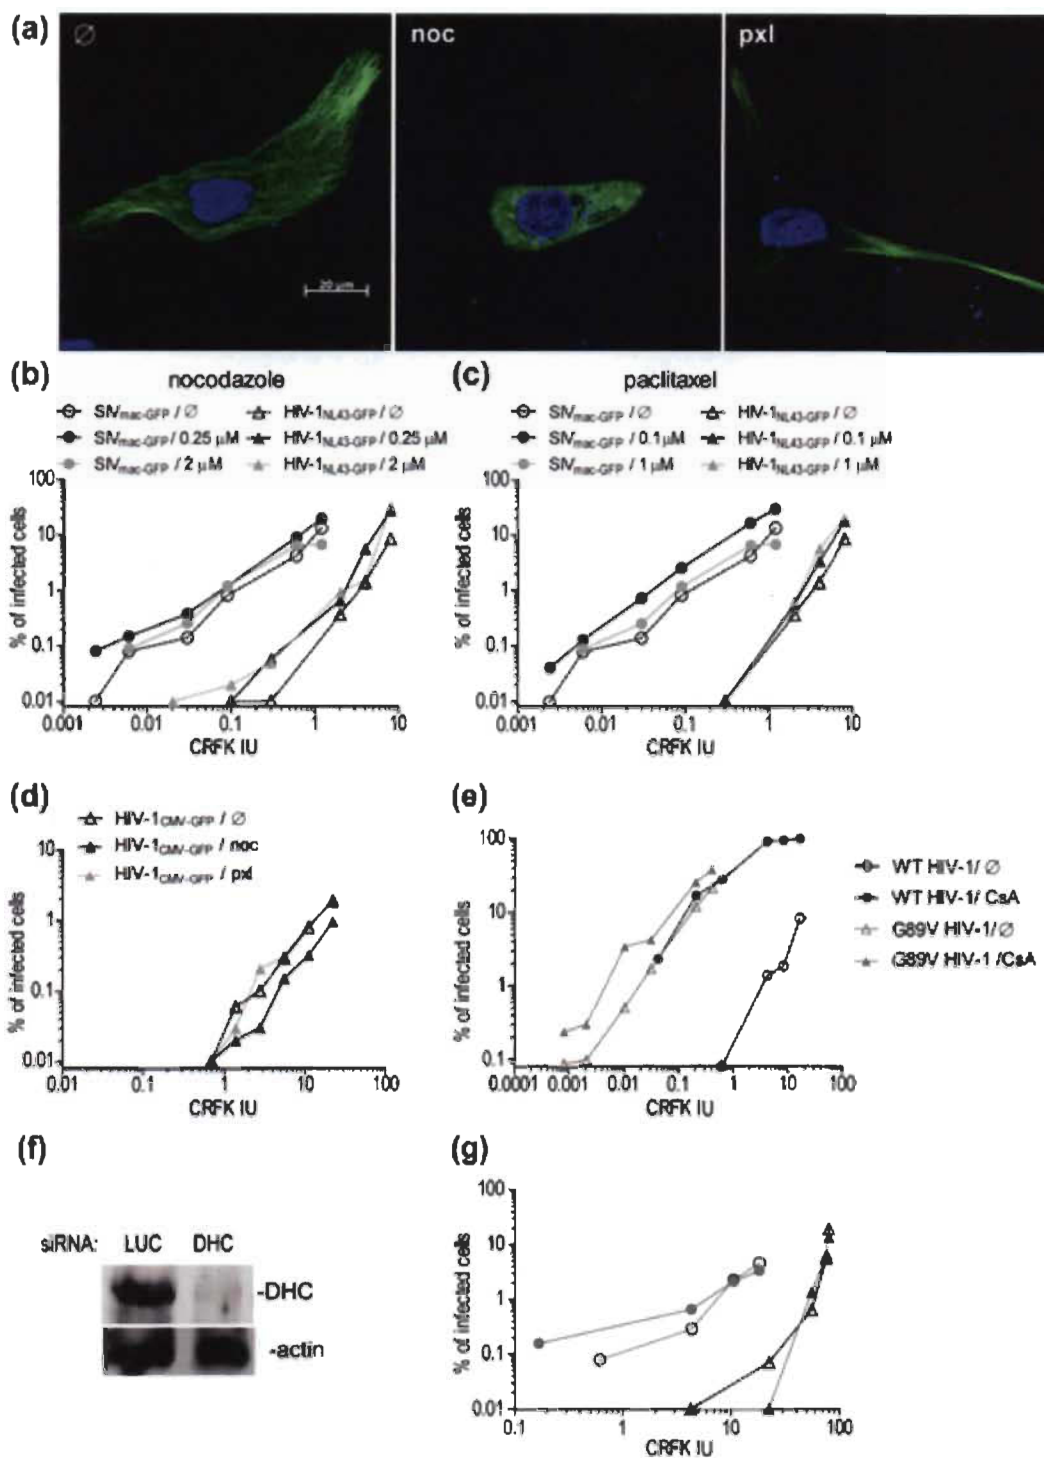 (a) Ø noc pxl
20 µm
(b) nocodazole
SIVmac-GFP / Ø HIV-1NL43-GFP / Ø
SIVmac-GFP / 0.25 µM HIV-1NL43-GFP / 0.25 µM
SIVmac-GFP / 2 µM HIV-1NL43-GFP / 2 µM
% of infected cells
100
10
1
0.1
0.01
0.001 0.01 0.1 1 10
CRFK IU
(c) paclitaxel
SIVmac-GFP / Ø HIV-1NL43-GFP / Ø
SIVmac-GFP / 0.1 µM HIV-1NL43-GFP / 0.1 µM
SIVmac-GFP / 1 µM HIV-1NL43-GFP / 1 µM
% of infected cells
100
10
1
0.1
0.01
0.001 0.01 0.1 1 10
CRFK IU
(d)
HIV-1CMV-GFP / Ø
HIV-1CMV-GFP / noc
HIV-1CMV-GFP / pxl
% of infected cells
10
1
0.1
0.01
0.01 0.1 1 10 100
CRFK IU
(e)
% of infected cells
100
10
1
0.1
0.0001 0.001 0.01 0.1 1 10 100
CRFK IU
WT HIV-1/ Ø
WT HIV-1/ CsA
G89V HIV-1/ Ø
G89V HIV-1 /CsA
(f)
siRNA: LUC DHC
-DHC
-actin
(g)
% of infected cells
100
10
1
0.1
0.01
0.1 1 10 100
CRFK IU